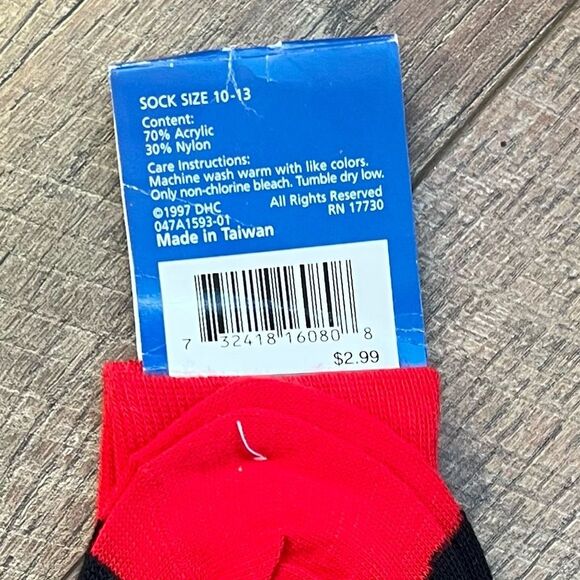 SOCK SIZE 10-13
Content:
70% Acrylic
30% Nylon
Care Instructions:
Machine wash warm with like colors.
Only non-chlorine bleach. Tumble dry low.
©1997 DHC All Rights Reserved
047A1593-01 RN 17730
Made in Taiwan
7 32418 16080 8
$2.99